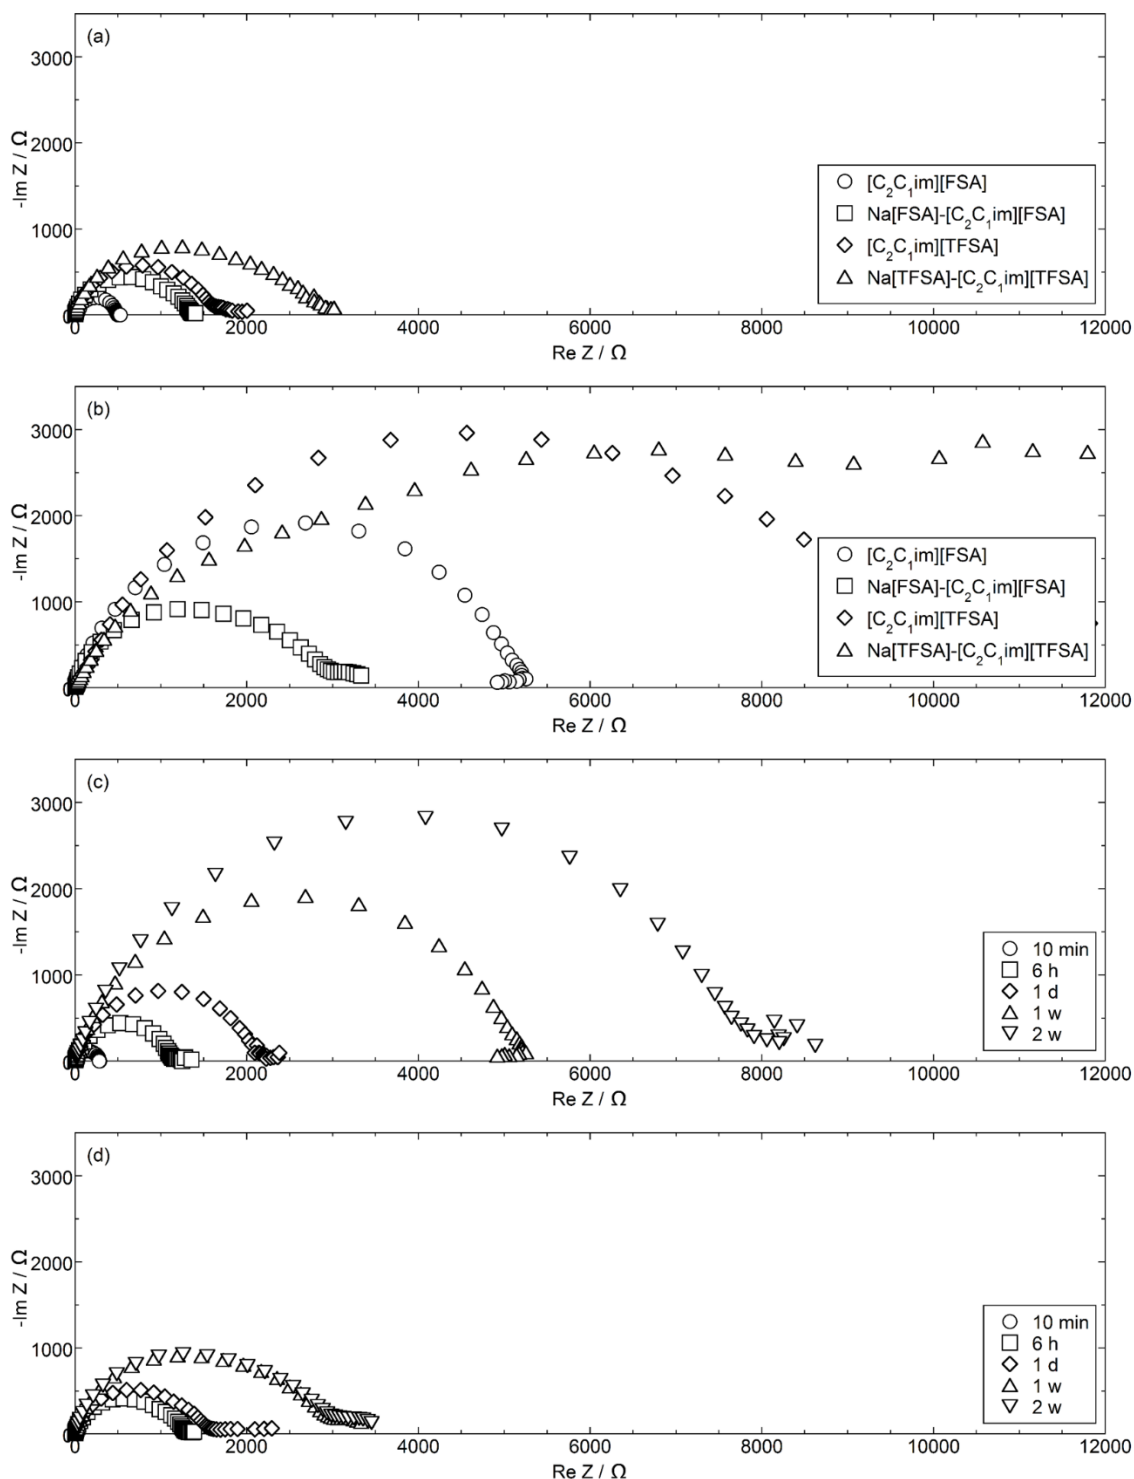 (a)
3000
2000
1000
0
-Im Z / Ω
[C₂C₁im][FSA]
Na[FSA]-[C₂C₁im][FSA]
[C₂C₁im][TFSA]
Na[TFSA]-[C₂C₁im][TFSA]
0 2000 4000 6000 8000 10000 12000
Re Z / Ω
(b)
3000
2000
1000
0
-Im Z / Ω
[C₂C₁im][FSA]
Na[FSA]-[C₂C₁im][FSA]
[C₂C₁im][TFSA]
Na[TFSA]-[C₂C₁im][TFSA]
0 2000 4000 6000 8000 10000 12000
Re Z / Ω
(c)
3000
2000
1000
0
-Im Z / Ω
10 min
6 h
1 d
1 w
2 w
0 2000 4000 6000 8000 10000 12000
Re Z / Ω
(d)
3000
2000
1000
0
-Im Z / Ω
10 min
6 h
1 d
1 w
2 w
0 2000 4000 6000 8000 10000 12000
Re Z / Ω